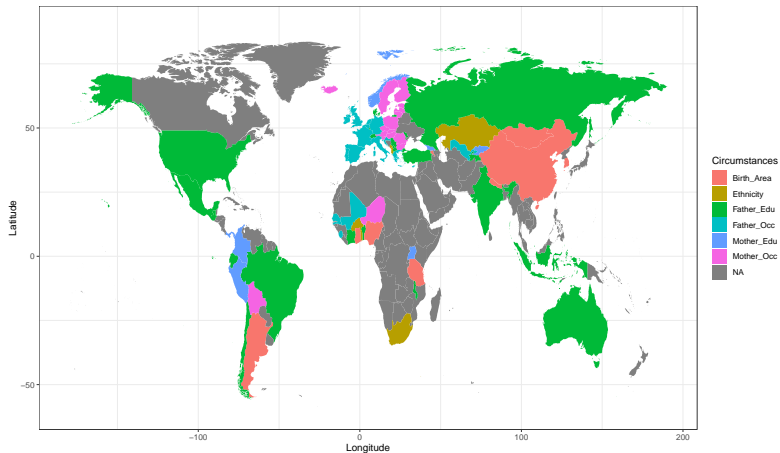 Latitude
50
0
−50
−100
0
100
200
Longitude
Circumstances
Birth_Area
Ethnicity
Father_Edu
Father_Occ
Mother_Edu
Mother_Occ
NA